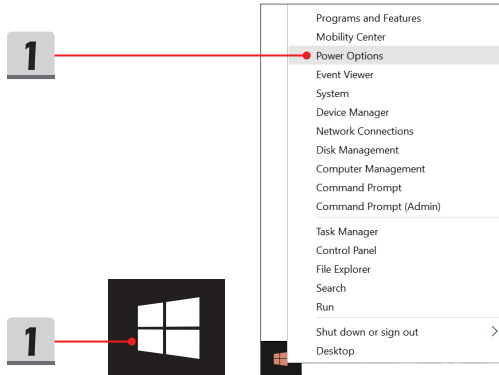 Programs and Features
Mobility Center
1
Power Options
Event Viewer
System
Device Manager
Network Connections
Disk Management
Computer Management
Command Prompt
Command Prompt (Admin)
Task Manager
Control Panel
File Explorer
Search
Run
1
Shut down or sign out
Desktop